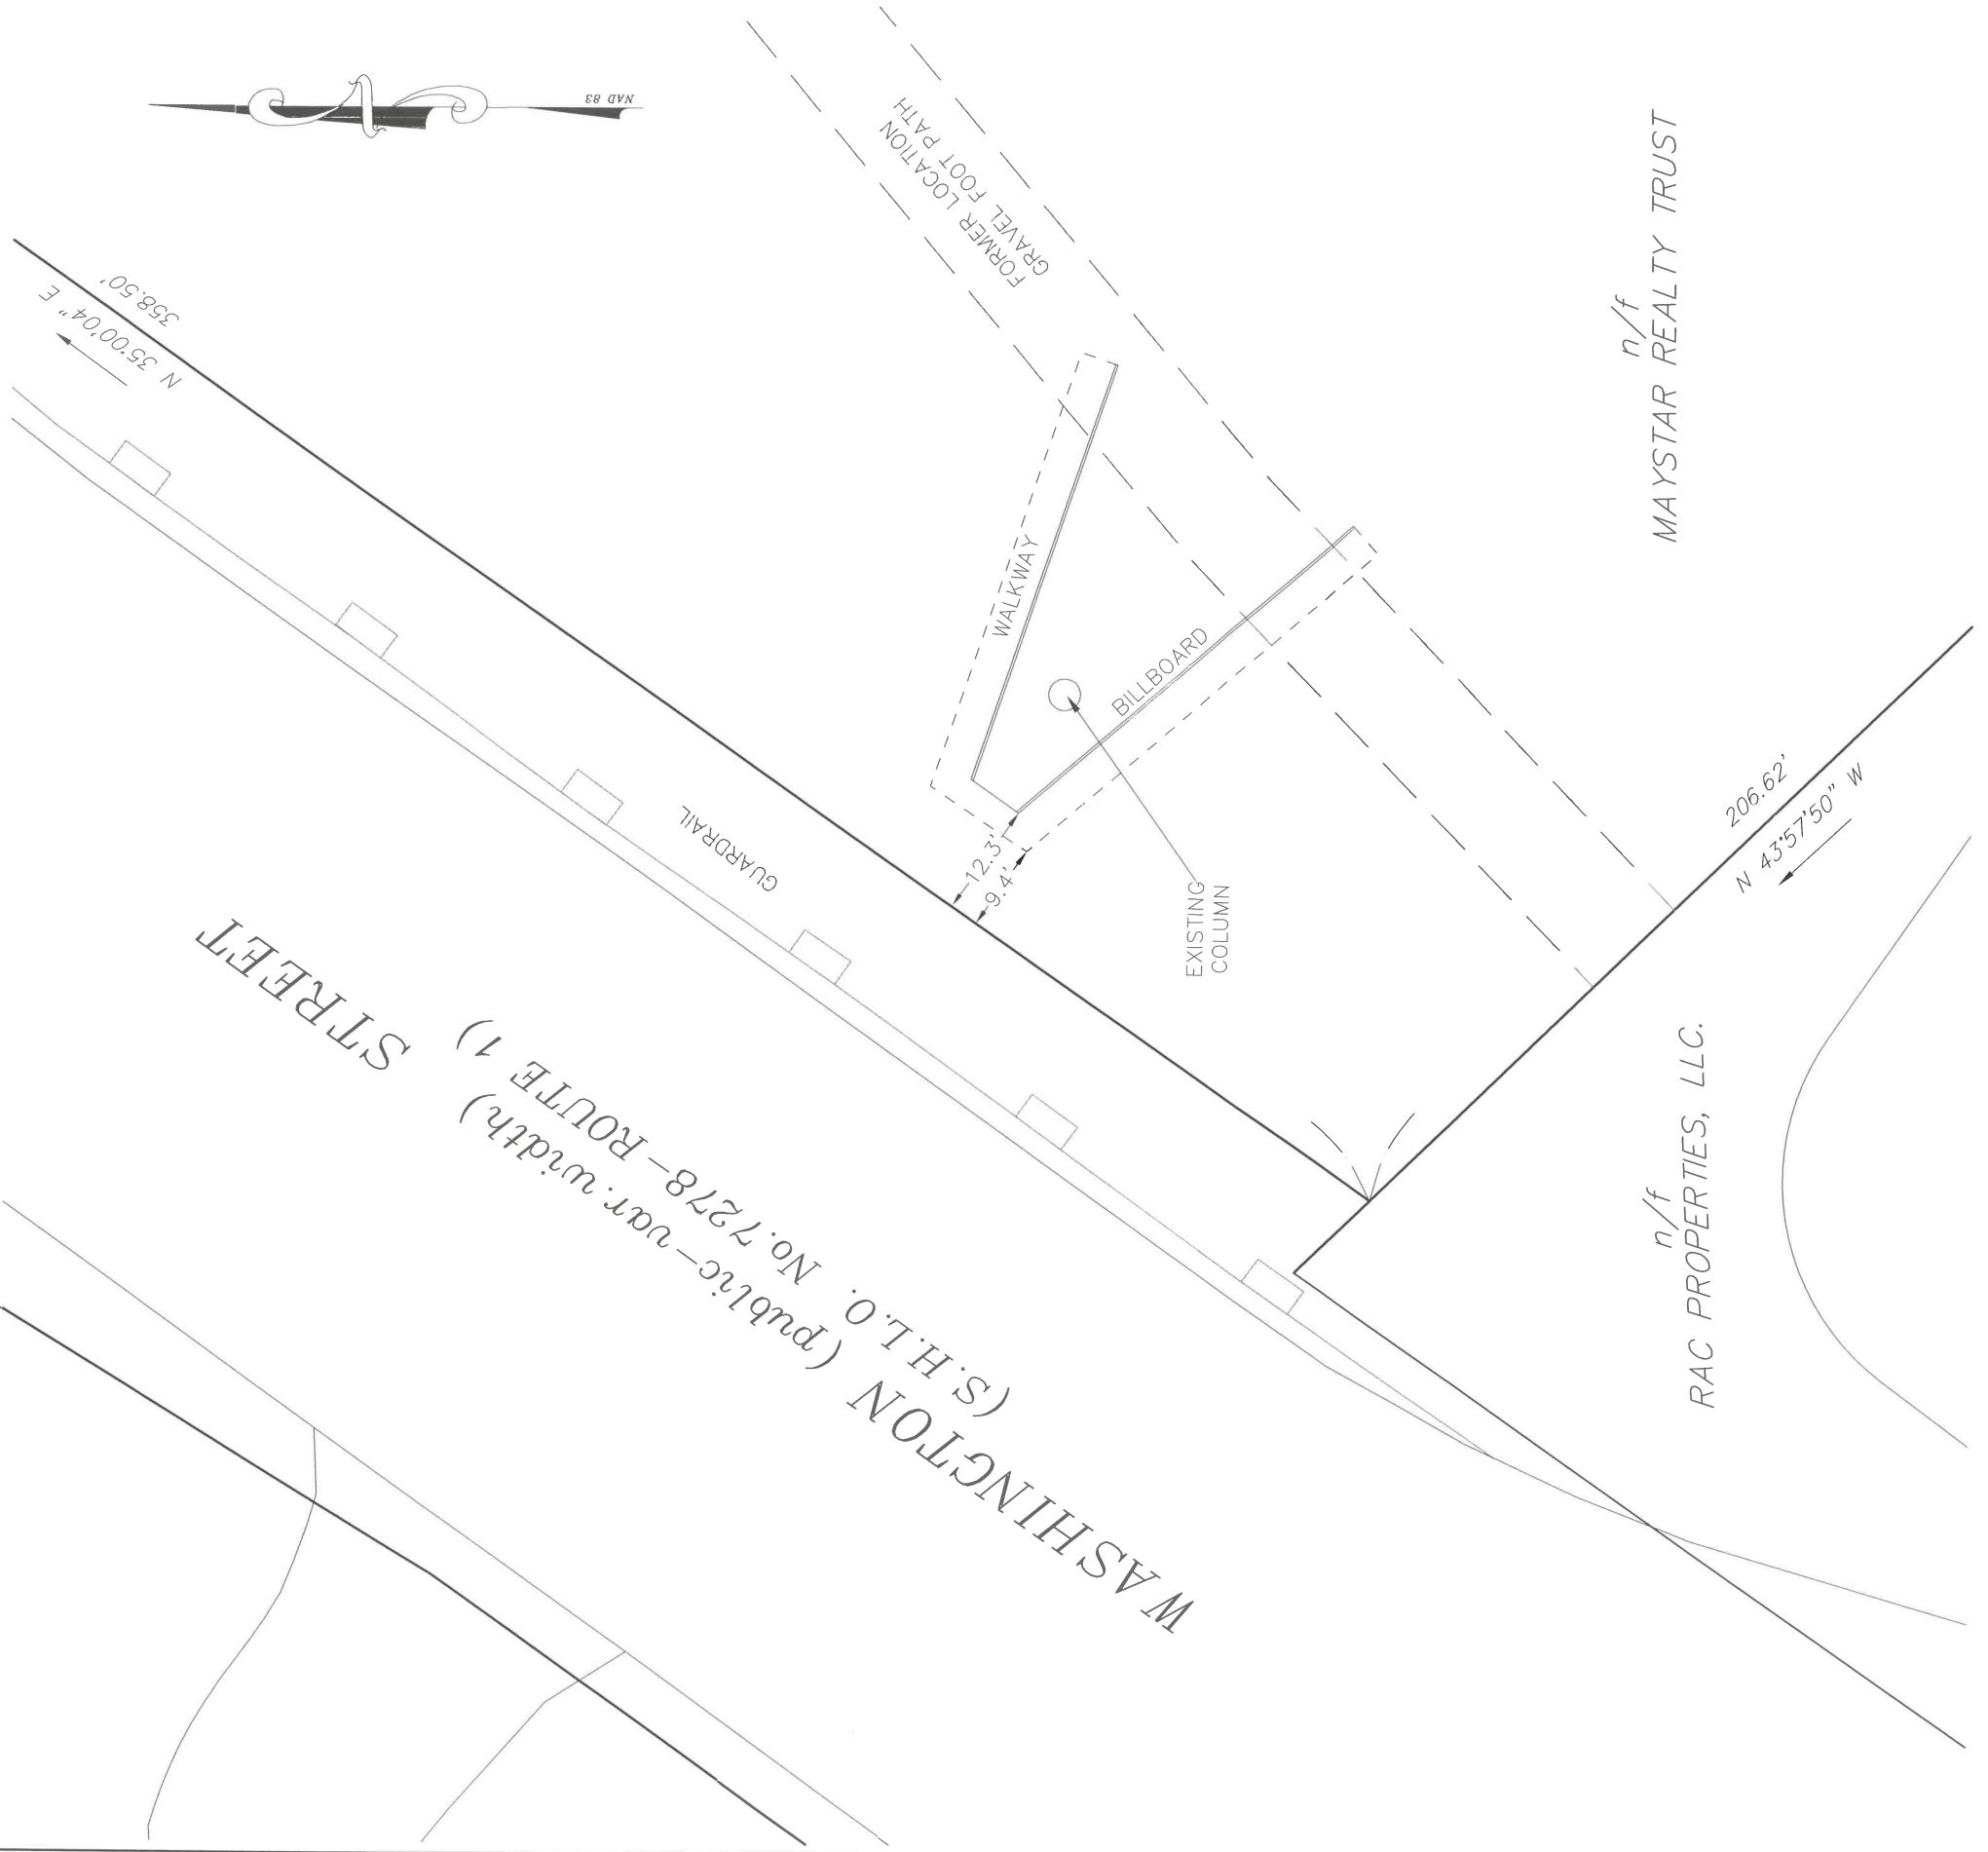 NAD 83
N
N 35°00'04" E
358.50'
FORMER LOCATION
GRAVEL FOOT PATH
n/f
MAYSTAR REALTY TRUST
WALKWAY
BILLBOARD
GUARDRAIL
12.3'
9.4'
EXISTING
COLUMN
206.62'
N 43°57'50" W
n/f
RAC PROPERTIES, LLC.
WASHINGTON STREET
(S.H.L.O. No. 7278-ROUTE 1)
(public-var. width)